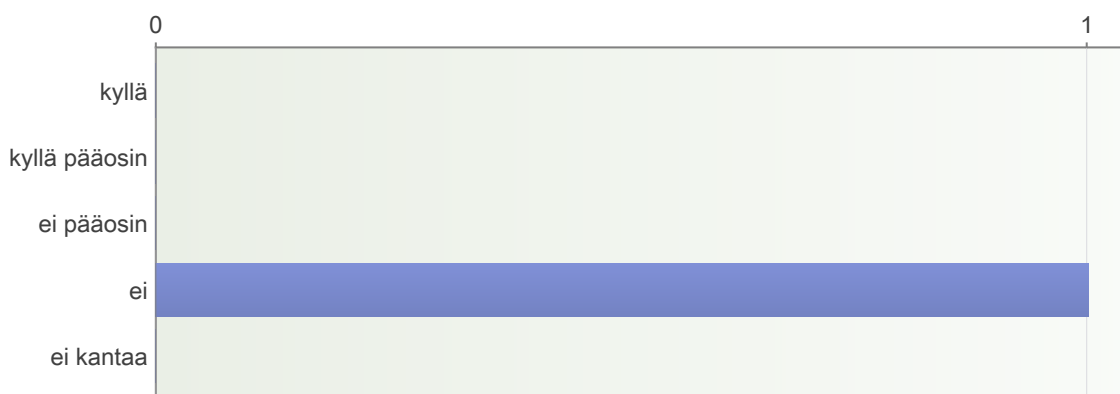 0 1
kyllä
kyllä pääosin
ei pääosin
ei
ei kantaa